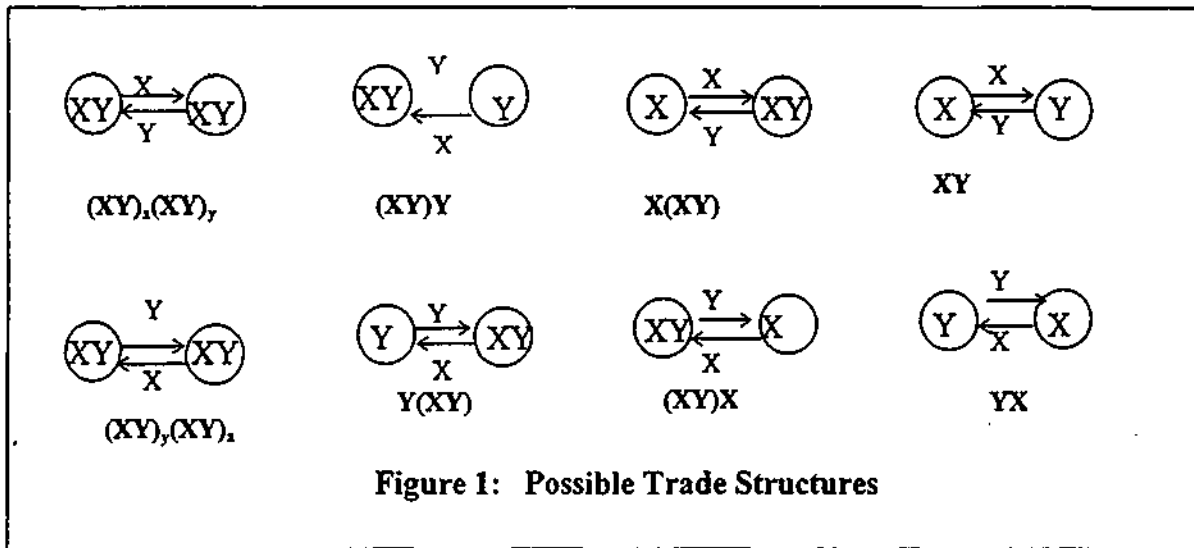 X Y X X
XY XY XY Y X XY X Y
Y X Y Y
(XY)ₓ(XY)ᵧ (XY)Y X(XY) XY
Y Y Y Y
XY XY Y XY XY X Y X
X X X X
(XY)ᵧ(XY)ₓ Y(XY) (XY)X YX
Figure 1: Possible Trade Structures